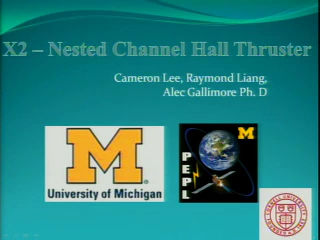 X2 – Nested Channel Hall Thruster
Cameron Lee, Raymond Liang,
Alec Gallimore Ph. D
M
University of Michigan
M
PEPL